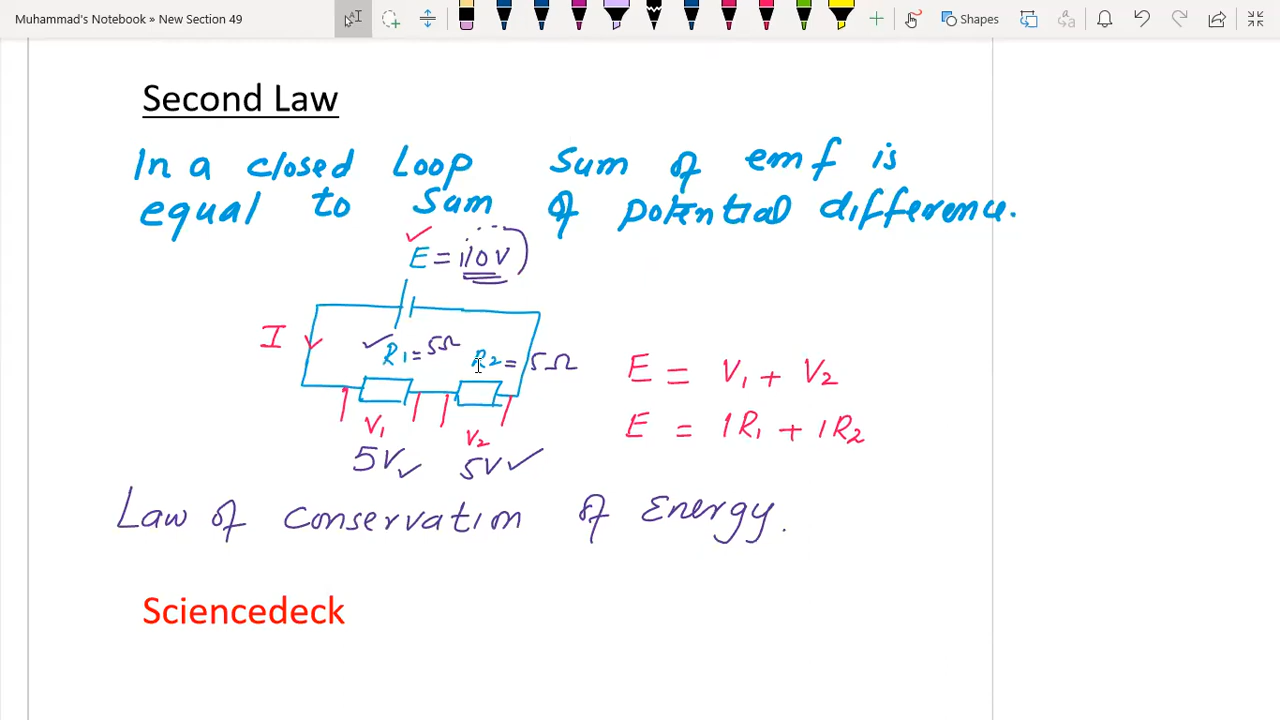 Muhammad's Notebook » New Section 49
Shapes
Second Law
In a closed Loop Sum of emf is
equal to Sum of potential difference.
E = 10V
I
R1 = 5Ω
R2 = 5Ω
E = V1 + V2
V1
V2
E = IR1 + IR2
5V
5V
Law of conservation of Energy.
Sciencedeck